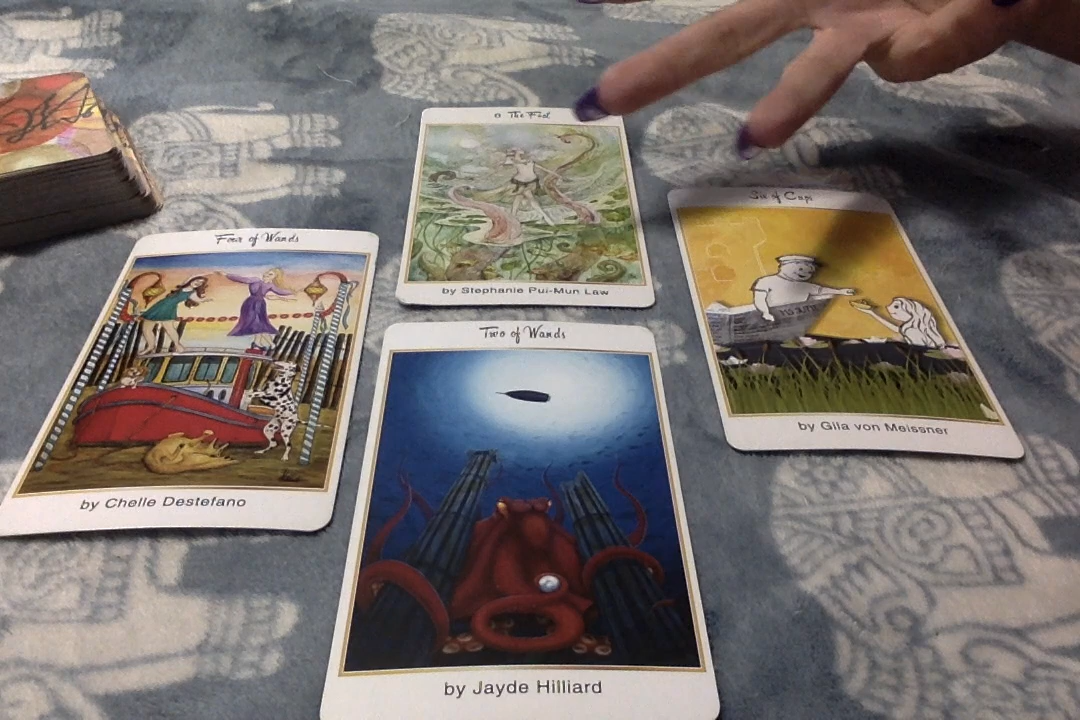 0 The Fool
by Stephanie Pui-Mun Law
Six of Cups
by Gila von Meissner
Four of Wands
by Chelle Destefano
Two of Wands
by Jayde Hilliard